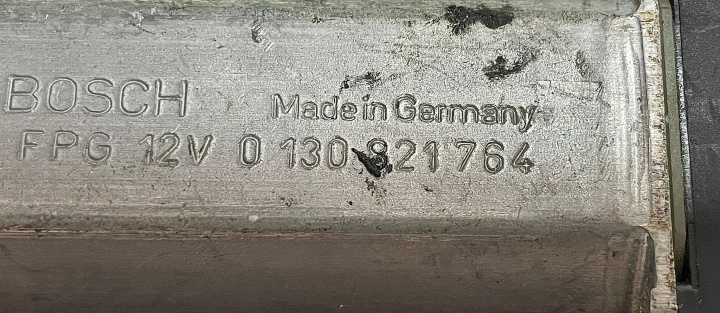 BOSCH Made in Germany
FPG 12V 0 130 821 764